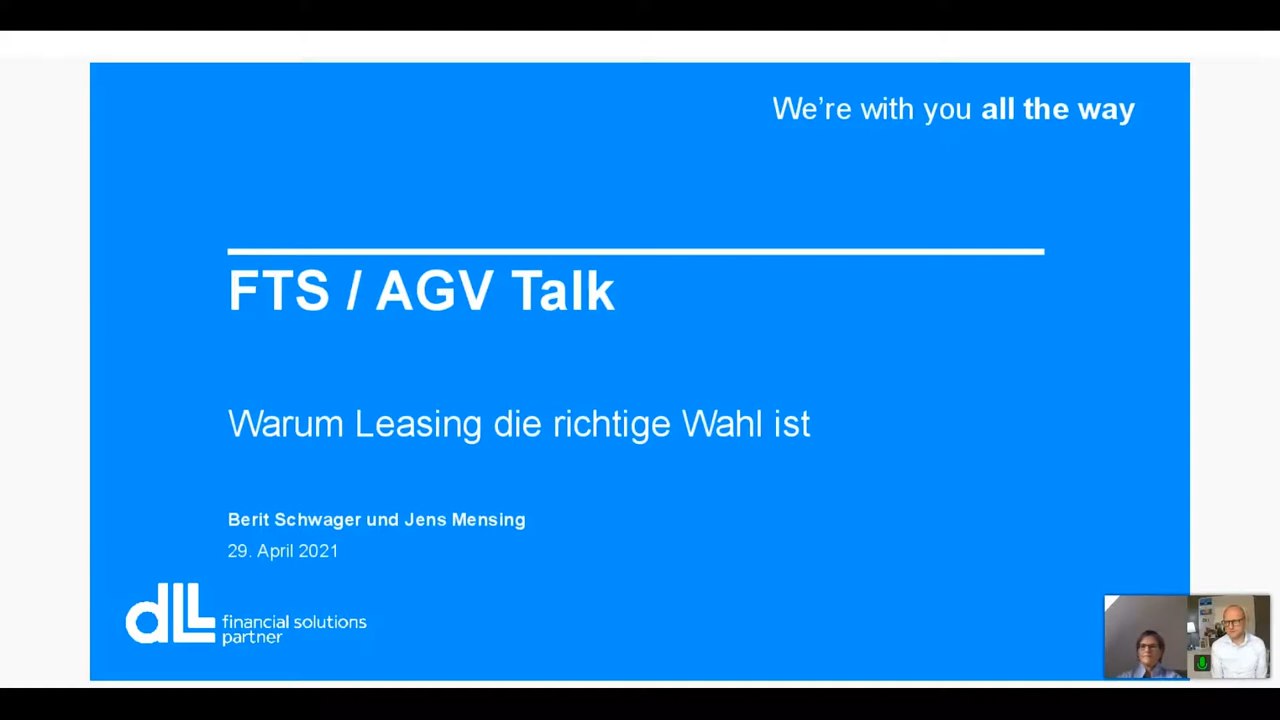 We’re with you all the way
FTS / AGV Talk
Warum Leasing die richtige Wahl ist
Berit Schwager und Jens Mensing
29. April 2021
dLL financial solutions
partner